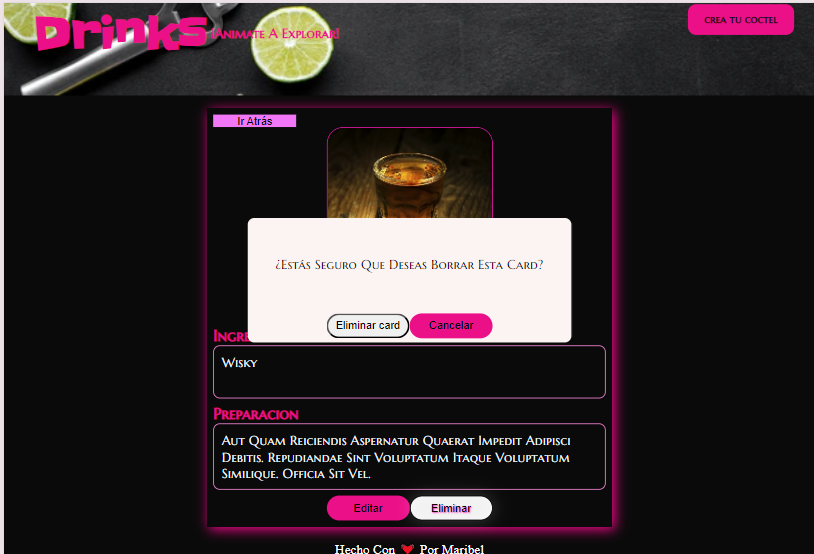 Drinks ¡Animate A Explorar!
CREA TU COCTEL
Ir Atrás
¿Estás Seguro Que Deseas Borrar Esta Card?
Eliminar card Cancelar
Wisky
Preparacion
Aut Quam Reiciendis Aspernatur Quaerat Impedit Adipisci
Debitis. Repudiandae Sint Voluptatum Itaque Voluptatum
Similique. Officia Sit Vel.
Editar Eliminar
Hecho Con Por Maribel